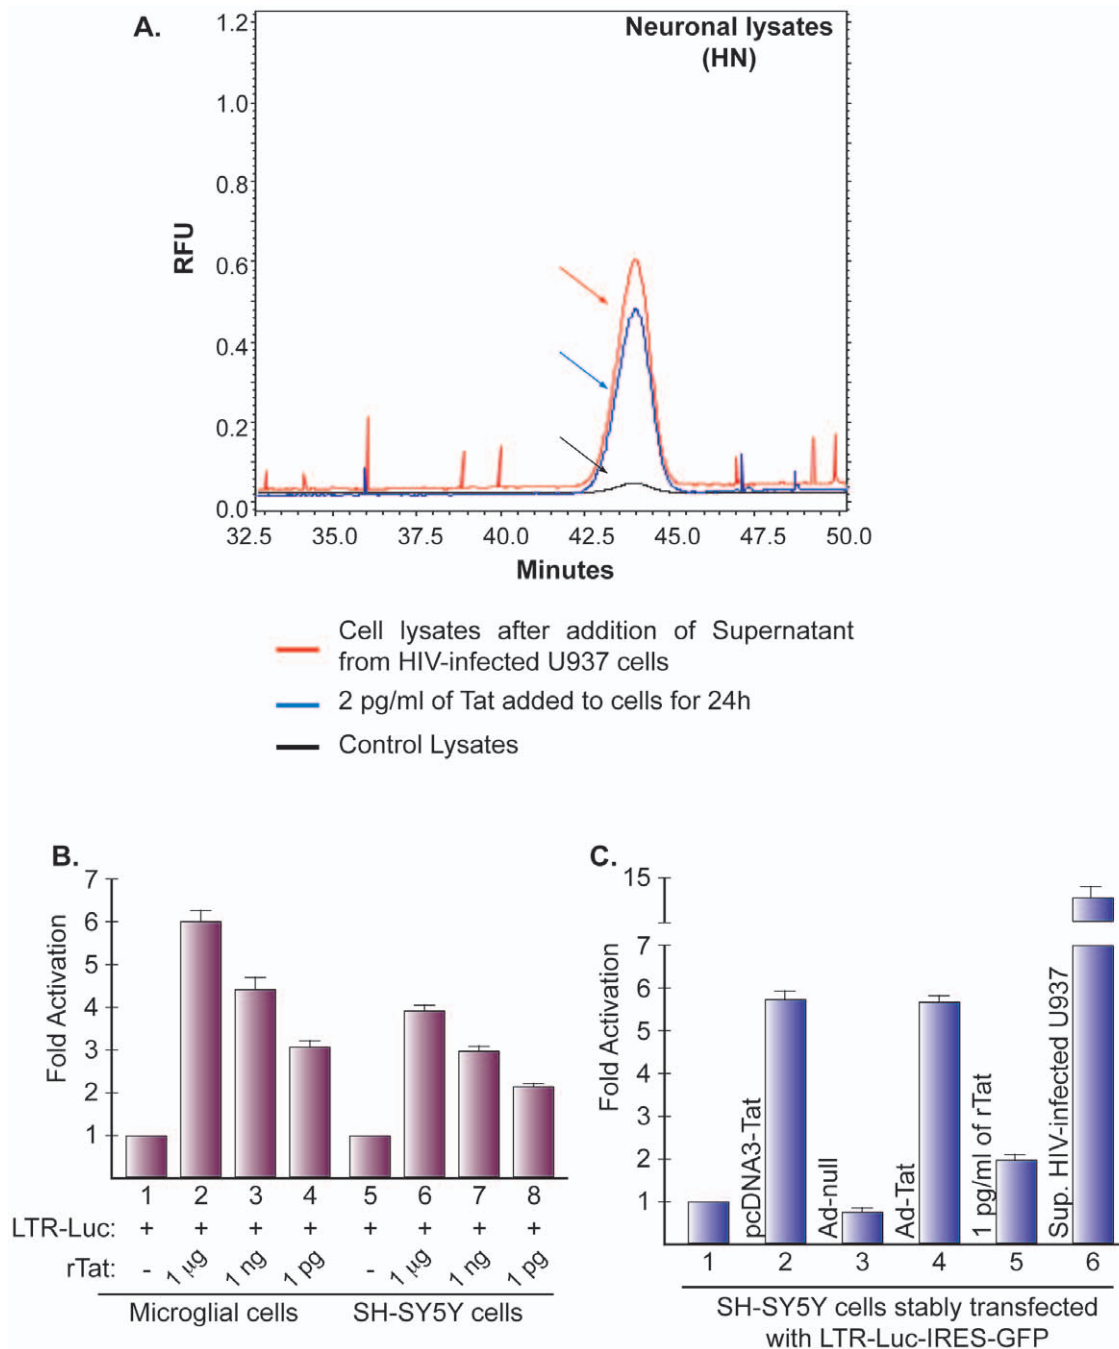 A.
Neuronal lysates
(HN)
1.2
1.0
0.8
0.6
0.4
0.2
0.0
RFU
32.5 35.0 37.5 40.0 42.5 45.0 47.5 50.0
Minutes
Cell lysates after addition of Supernatant
from HIV-infected U937 cells
2 pg/ml of Tat added to cells for 24h
Control Lysates
B.
7
6
5
4
3
2
1
Fold Activation
1 2 3 4 5 6 7 8
LTR-Luc: + + + + + + + +
rTat: - 1 µg 1 ng 1 pg - 1 µg 1 ng 1 pg
Microglial cells SH-SY5Y cells
C.
15
7
6
5
4
3
2
1
Fold Activation
pcDNA3-Tat
Ad-null
Ad-Tat
1 pg/ml of rTat
Sup. HIV-infected U937
1 2 3 4 5 6
SH-SY5Y cells stably transfected
with LTR-Luc-IRES-GFP